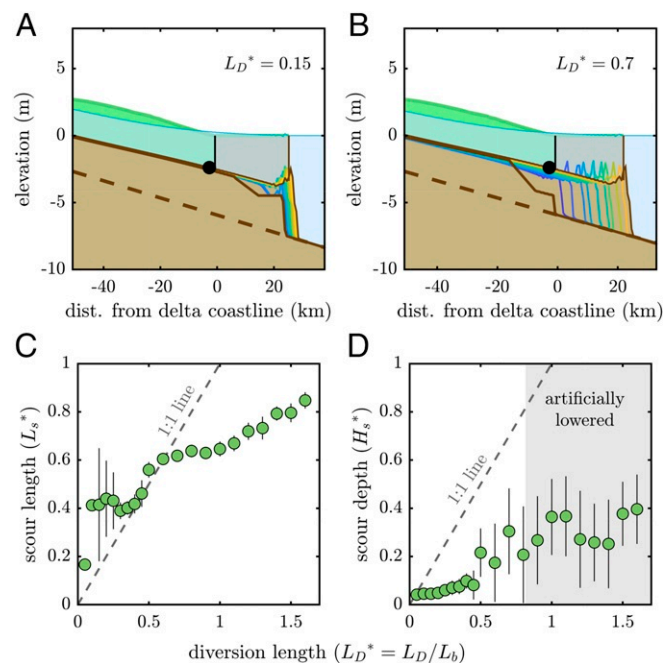 A
B
L_D* = 0.15
L_D* = 0.7
elevation (m)
5
0
-5
-10
-40 -20 0 20
dist. from delta coastline (km)
elevation (m)
5
0
-5
-10
-40 -20 0 20
dist. from delta coastline (km)
C
D
scour length (L_s*)
1
0.8
0.6
0.4
0.2
0
0 0.5 1 1.5
1:1 line
scour depth (H_s*)
1
0.8
0.6
0.4
0.2
0
0 0.5 1 1.5
1:1 line
artificially
lowered
diversion length (L_D* = L_D/L_b)